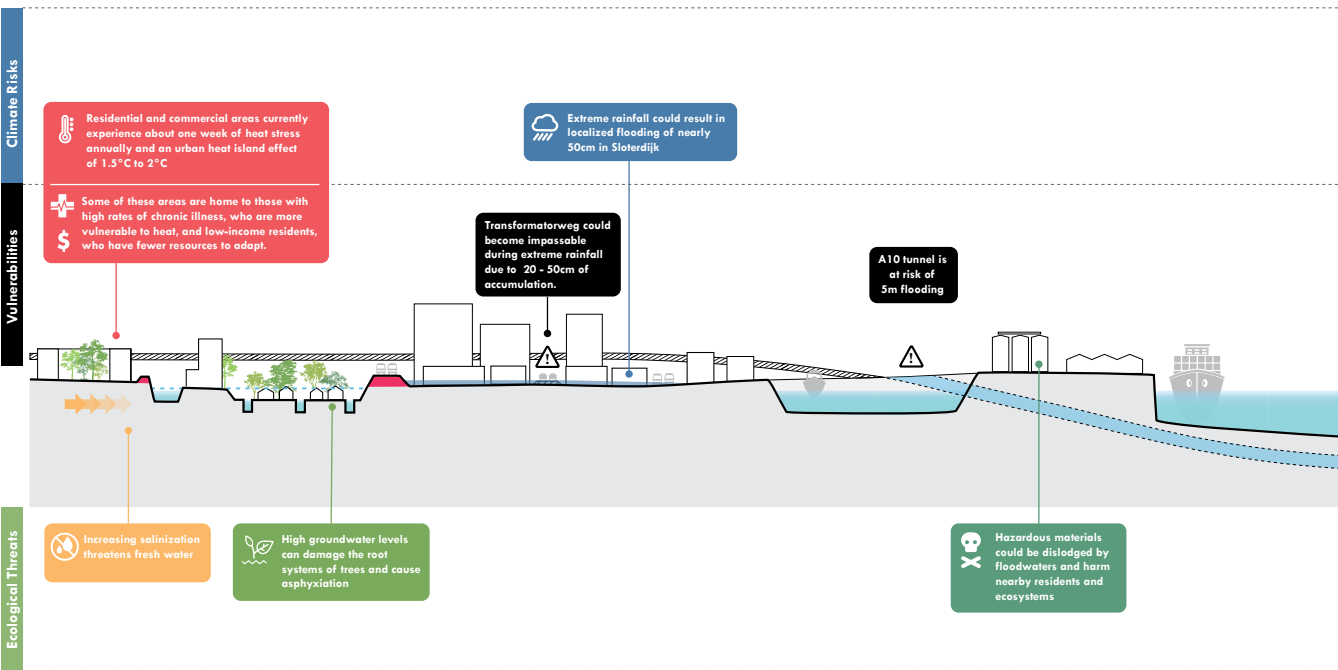 Climate Risks
Residential and commercial areas currently
experience about one week of heat stress
annually and an urban heat island effect
of 1.5°C to 2°C
Extreme rainfall could result in
localized flooding of nearly
50cm in Sloterdijk
Vulnerabilities
Some of these areas are home to those with
high rates of chronic illness, who are more
vulnerable to heat, and low-income residents,
who have fewer resources to adapt.
$
Transformatorweg could
become impassable
during extreme rainfall
due to 20 - 50cm of
accumulation.
A10 tunnel is
at risk of
5m flooding
!
!
Ecological Threats
Increasing salinization
threatens fresh water
High groundwater levels
can damage the root
systems of trees and cause
asphyxiation
Hazardous materials
could be dislodged by
floodwaters and harm
nearby residents and
ecosystems